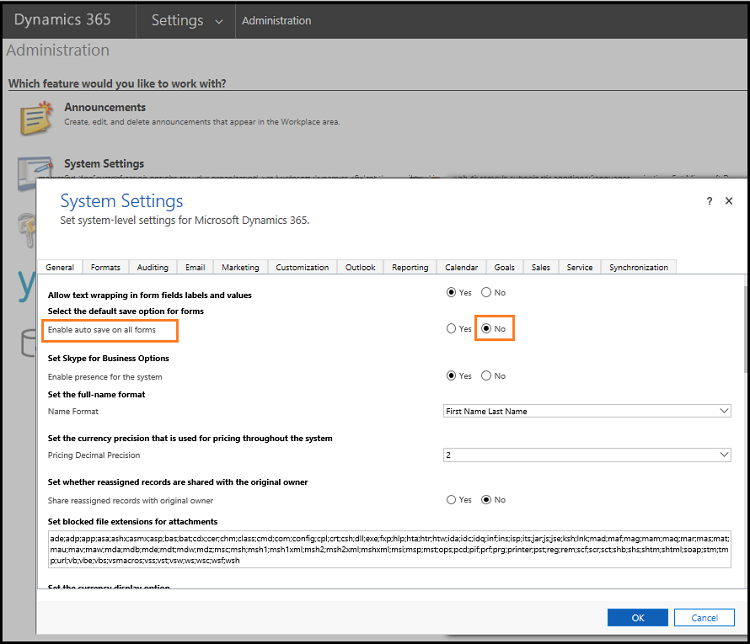 Dynamics 365 Settings Administration
Administration
Which feature would you like to work with?
Announcements
Create, edit, and delete announcements that appear in the Workplace area.
System Settings
System Settings ? ×
Set system-level settings for Microsoft Dynamics 365.
General Formats Auditing Email Marketing Customization Outlook Reporting Calendar Goals Sales Service Synchronization
Allow text wrapping in form fields labels and values Yes No
Select the default save option for forms
Enable auto save on all forms Yes No
Set Skype for Business Options
Enable presence for the system Yes No
Set the full-name format
Name Format First Name Last Name
Set the currency precision that is used for pricing throughout the system
Pricing Decimal Precision 2
Set whether reassigned records are shared with the original owner
Share reassigned records with original owner Yes No
Set blocked file extensions for attachments
ade;adp;app;asa;ashx;asmx;asp;bas;bat;cdx;cer;chm;class;cmd;com;config;cpl;crt;csh;dll;exe;fxp;hlp;hta;htr;htw;ida;idc;idq;inf;ins;isp;its;jar;js;jse;ksh;lnk;mad;maf;mag;mam;maq;mar;mas;mat;
mau;mav;maw;mda;mdb;mde;mdt;mdw;mdz;msc;msh;msh1;msh1xml;msh2;msh2xml;mshxml;msi;msp;mst;ops;pcd;pif;prf;prg;printer;pst;reg;rem;scf;scr;sct;shb;shs;shtm;shtml;soap;stm;tm
p;url;vb;vbe;vbs;vsmacros;vss;vst;vsw;ws;wsc;wsf;wsh
Set the currency display option
OK Cancel